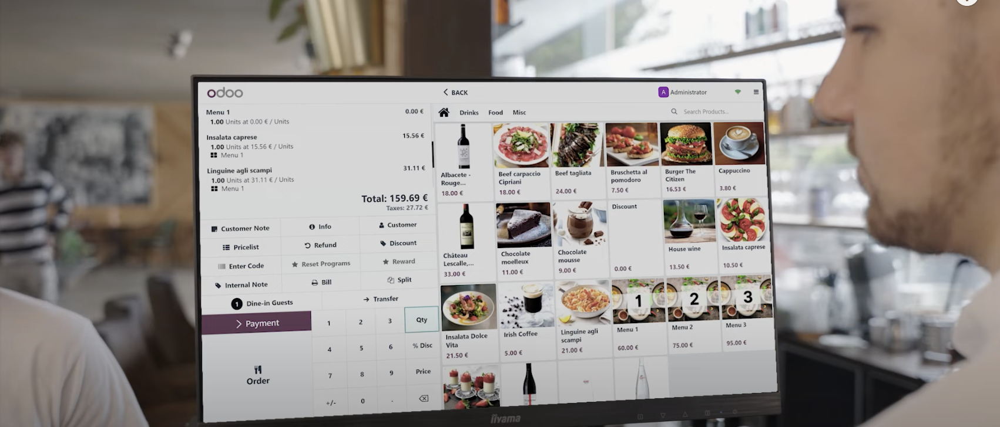 odoo
BACK
A Administrator
Menu 1 0.00 €
1.00 Units at 0.00 € / Units
Insalata caprese 15.56 €
1.00 Units at 15.56 € / Units
Menu 1
Linguine agli scampi 31.11 €
1.00 Units at 31.11 € / Units
Menu 1
Total: 159.69 €
Taxes: 27.72 €
Customer Note Info Customer
Pricelist Refund Discount
Enter Code Reset Programs Reward
Internal Note Bill Split
1 Dine-in Guests Transfer
Payment
Order
1 2 3 Qty
4 5 6 % Disc
7 8 9 Price
+/- 0 .
Drinks Food Misc Search Products...
Albacete -
Rouge...
18.00 €
Beef carpaccio
Cipriani
18.00 €
Beef tagliata
24.00 €
Bruschetta al
pomodoro
7.50 €
Burger The
Citizen
16.53 €
Cappuccino
3.80 €
Château
Lescalle,...
33.00 €
Chocolate
moelleux
11.00 €
Chocolate
mousse
9.00 €
Discount
0.00 €
House wine
13.50 €
Insalata caprese
10.50 €
Insalata Dolce
Vita
21.50 €
Irish Coffee
5.00 €
Linguine agli
scampi
21.00 €
1
Menu 1
60.00 €
2
Menu 2
75.00 €
3
Menu 3
95.00 €
iiyama